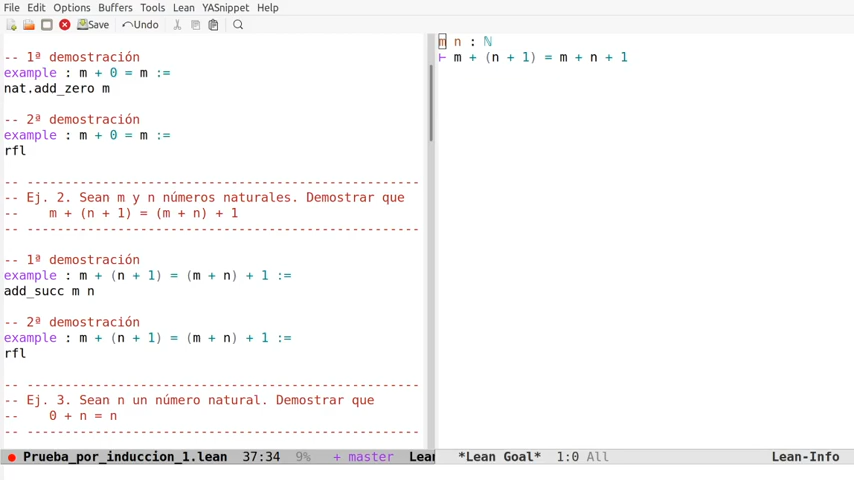 File Edit Options Buffers Tools Lean YASnippet Help
Save Undo
-- 1ª demostración
example : m + 0 = m :=
nat.add_zero m
-- 2ª demostración
example : m + 0 = m :=
rfl
-- ---------------------------------------------------
-- Ej. 2. Sean m y n números naturales. Demostrar que
--    m + (n + 1) = (m + n) + 1
-- ---------------------------------------------------
-- 1ª demostración
example : m + (n + 1) = (m + n) + 1 :=
add_succ m n
-- 2ª demostración
example : m + (n + 1) = (m + n) + 1 :=
rfl
-- ---------------------------------------------------
-- Ej. 3. Sean n un número natural. Demostrar que
--    0 + n = n
-- ---------------------------------------------------
Prueba_por_induccion_1.lean 37:34 9% + master Lean
m n : ℕ
⊢ m + (n + 1) = m + n + 1
*Lean Goal* 1:0 All Lean-Info